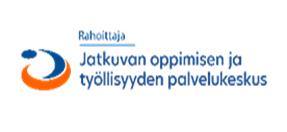 Rahoittaja
Jatkuvan oppimisen ja
työllisyyden palvelukeskus